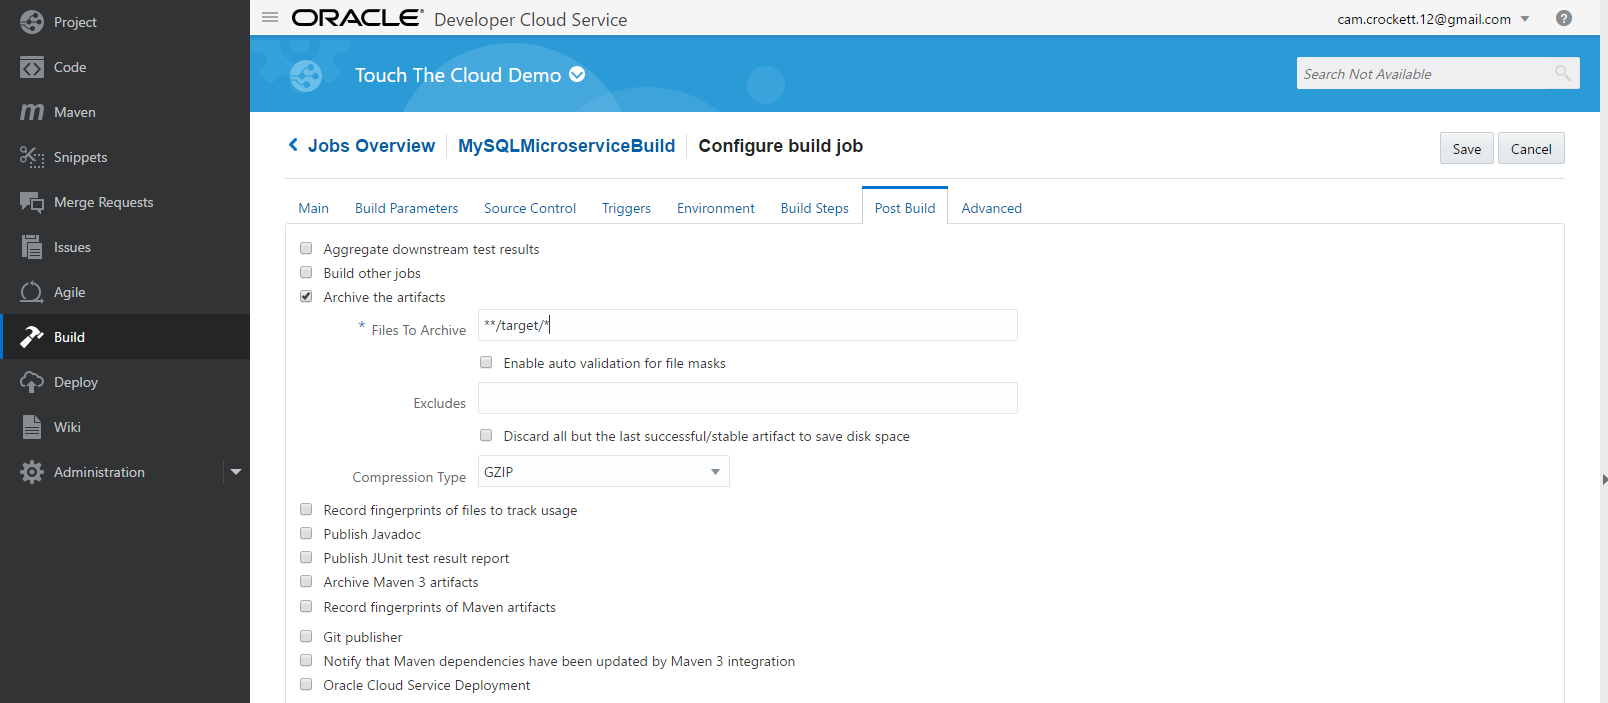 Project
Code
Maven
Snippets
Merge Requests
Issues
Agile
Build
Deploy
Wiki
Administration
ORACLE® Developer Cloud Service
cam.crockett.12@gmail.com
?
Touch The Cloud Demo
Search Not Available
Jobs Overview MySQLMicroserviceBuild Configure build job
Save Cancel
Main Build Parameters Source Control Triggers Environment Build Steps Post Build Advanced
Aggregate downstream test results
Build other jobs
Archive the artifacts
* Files To Archive **/target/*
Enable auto validation for file masks
Excludes
Discard all but the last successful/stable artifact to save disk space
Compression Type GZIP
Record fingerprints of files to track usage
Publish Javadoc
Publish JUnit test result report
Archive Maven 3 artifacts
Record fingerprints of Maven artifacts
Git publisher
Notify that Maven dependencies have been updated by Maven 3 integration
Oracle Cloud Service Deployment